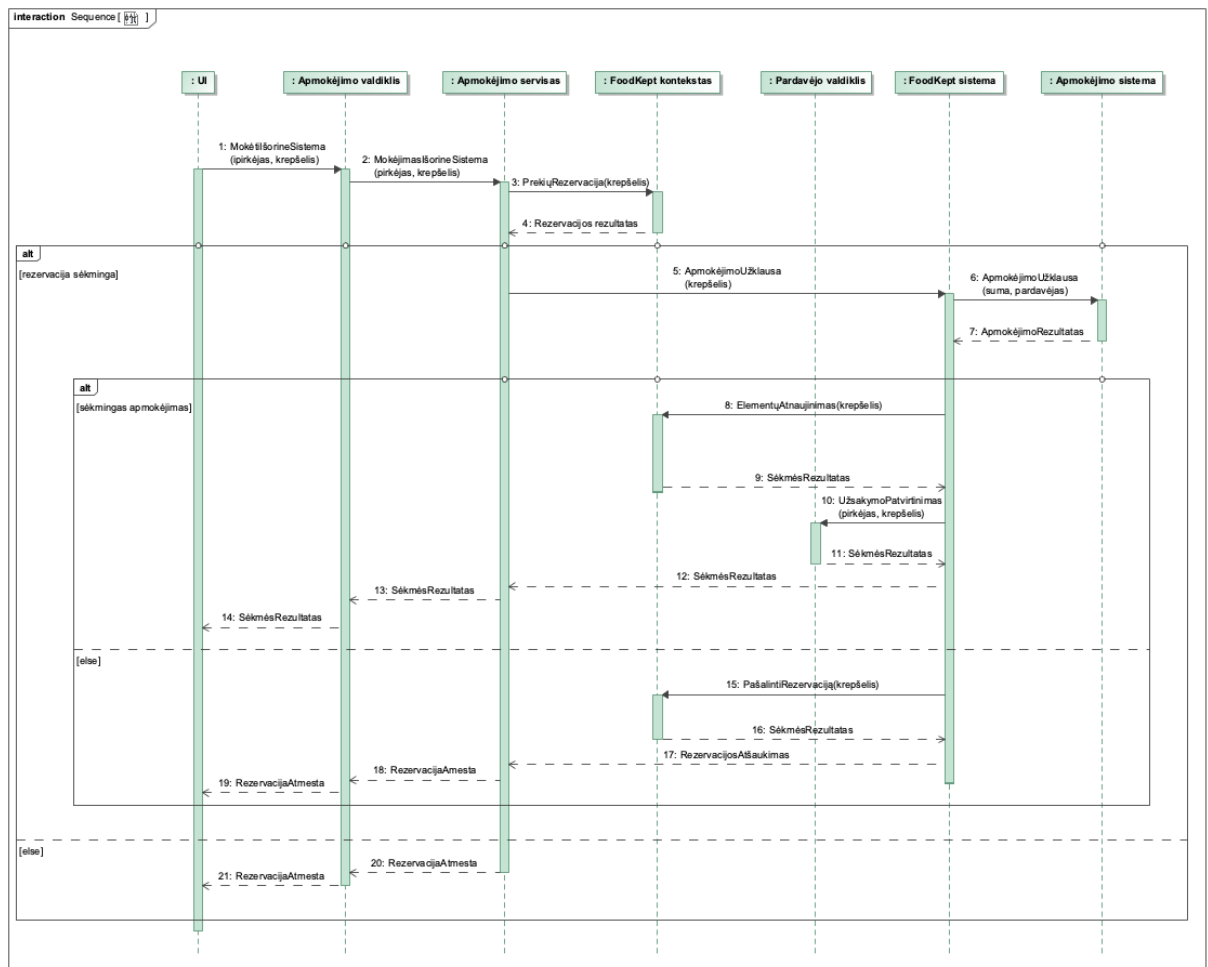 interaction Sequence [ ]
: UI
: Apmokėjimo valdiklis
: Apmokėjimo servisas
: FoodKept kontekstas
: Pardavėjo valdiklis
: FoodKept sistema
: Apmokėjimo sistema
1: MokėtiIšorineSistema
(ipirkėjas, krepšelis)
2: MokėjimasIšorineSistema
(pirkėjas, krepšelis)
3: PrekiųRezervacija(krepšelis)
4: Rezervacijos rezultatas
alt
[rezervacija sėkminga]
5: ApmokėjimoUžklausa
(krepšelis)
6: ApmokėjimoUžklausa
(suma, pardavėjas)
7: ApmokėjimoRezultatas
alt
[sėkmingas apmokėjimas]
8: ElementųAtnaujinimas(krepšelis)
9: SėkmėsRezultatas
10: UžsakymoPatvirtinimas
(pirkėjas, krepšelis)
11: SėkmėsRezultatas
12: SėkmėsRezultatas
13: SėkmėsRezultatas
14: SėkmėsRezultatas
[else]
15: PašalintiRezervaciją(krepšelis)
16: SėkmėsRezultatas
17: RezervacijosAtšaukimas
18: RezervacijaAmesta
19: RezervacijaAtmesta
[else]
20: RezervacijaAtmesta
21: RezervacijaAtmesta